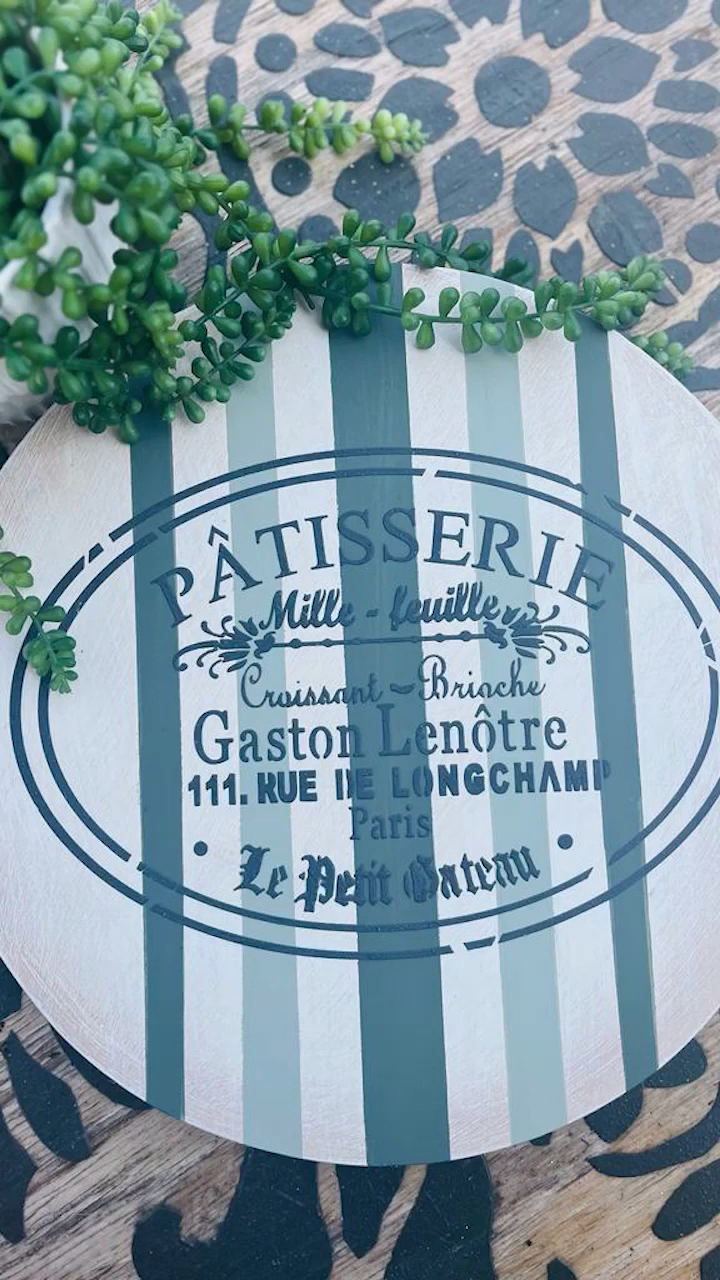 PÂTISSERIE
Mille - feuille
Croissant - Brioche
Gaston Lenôtre
111. RUE DE LONGCHAMP
Paris
• Le Petit Gateau •